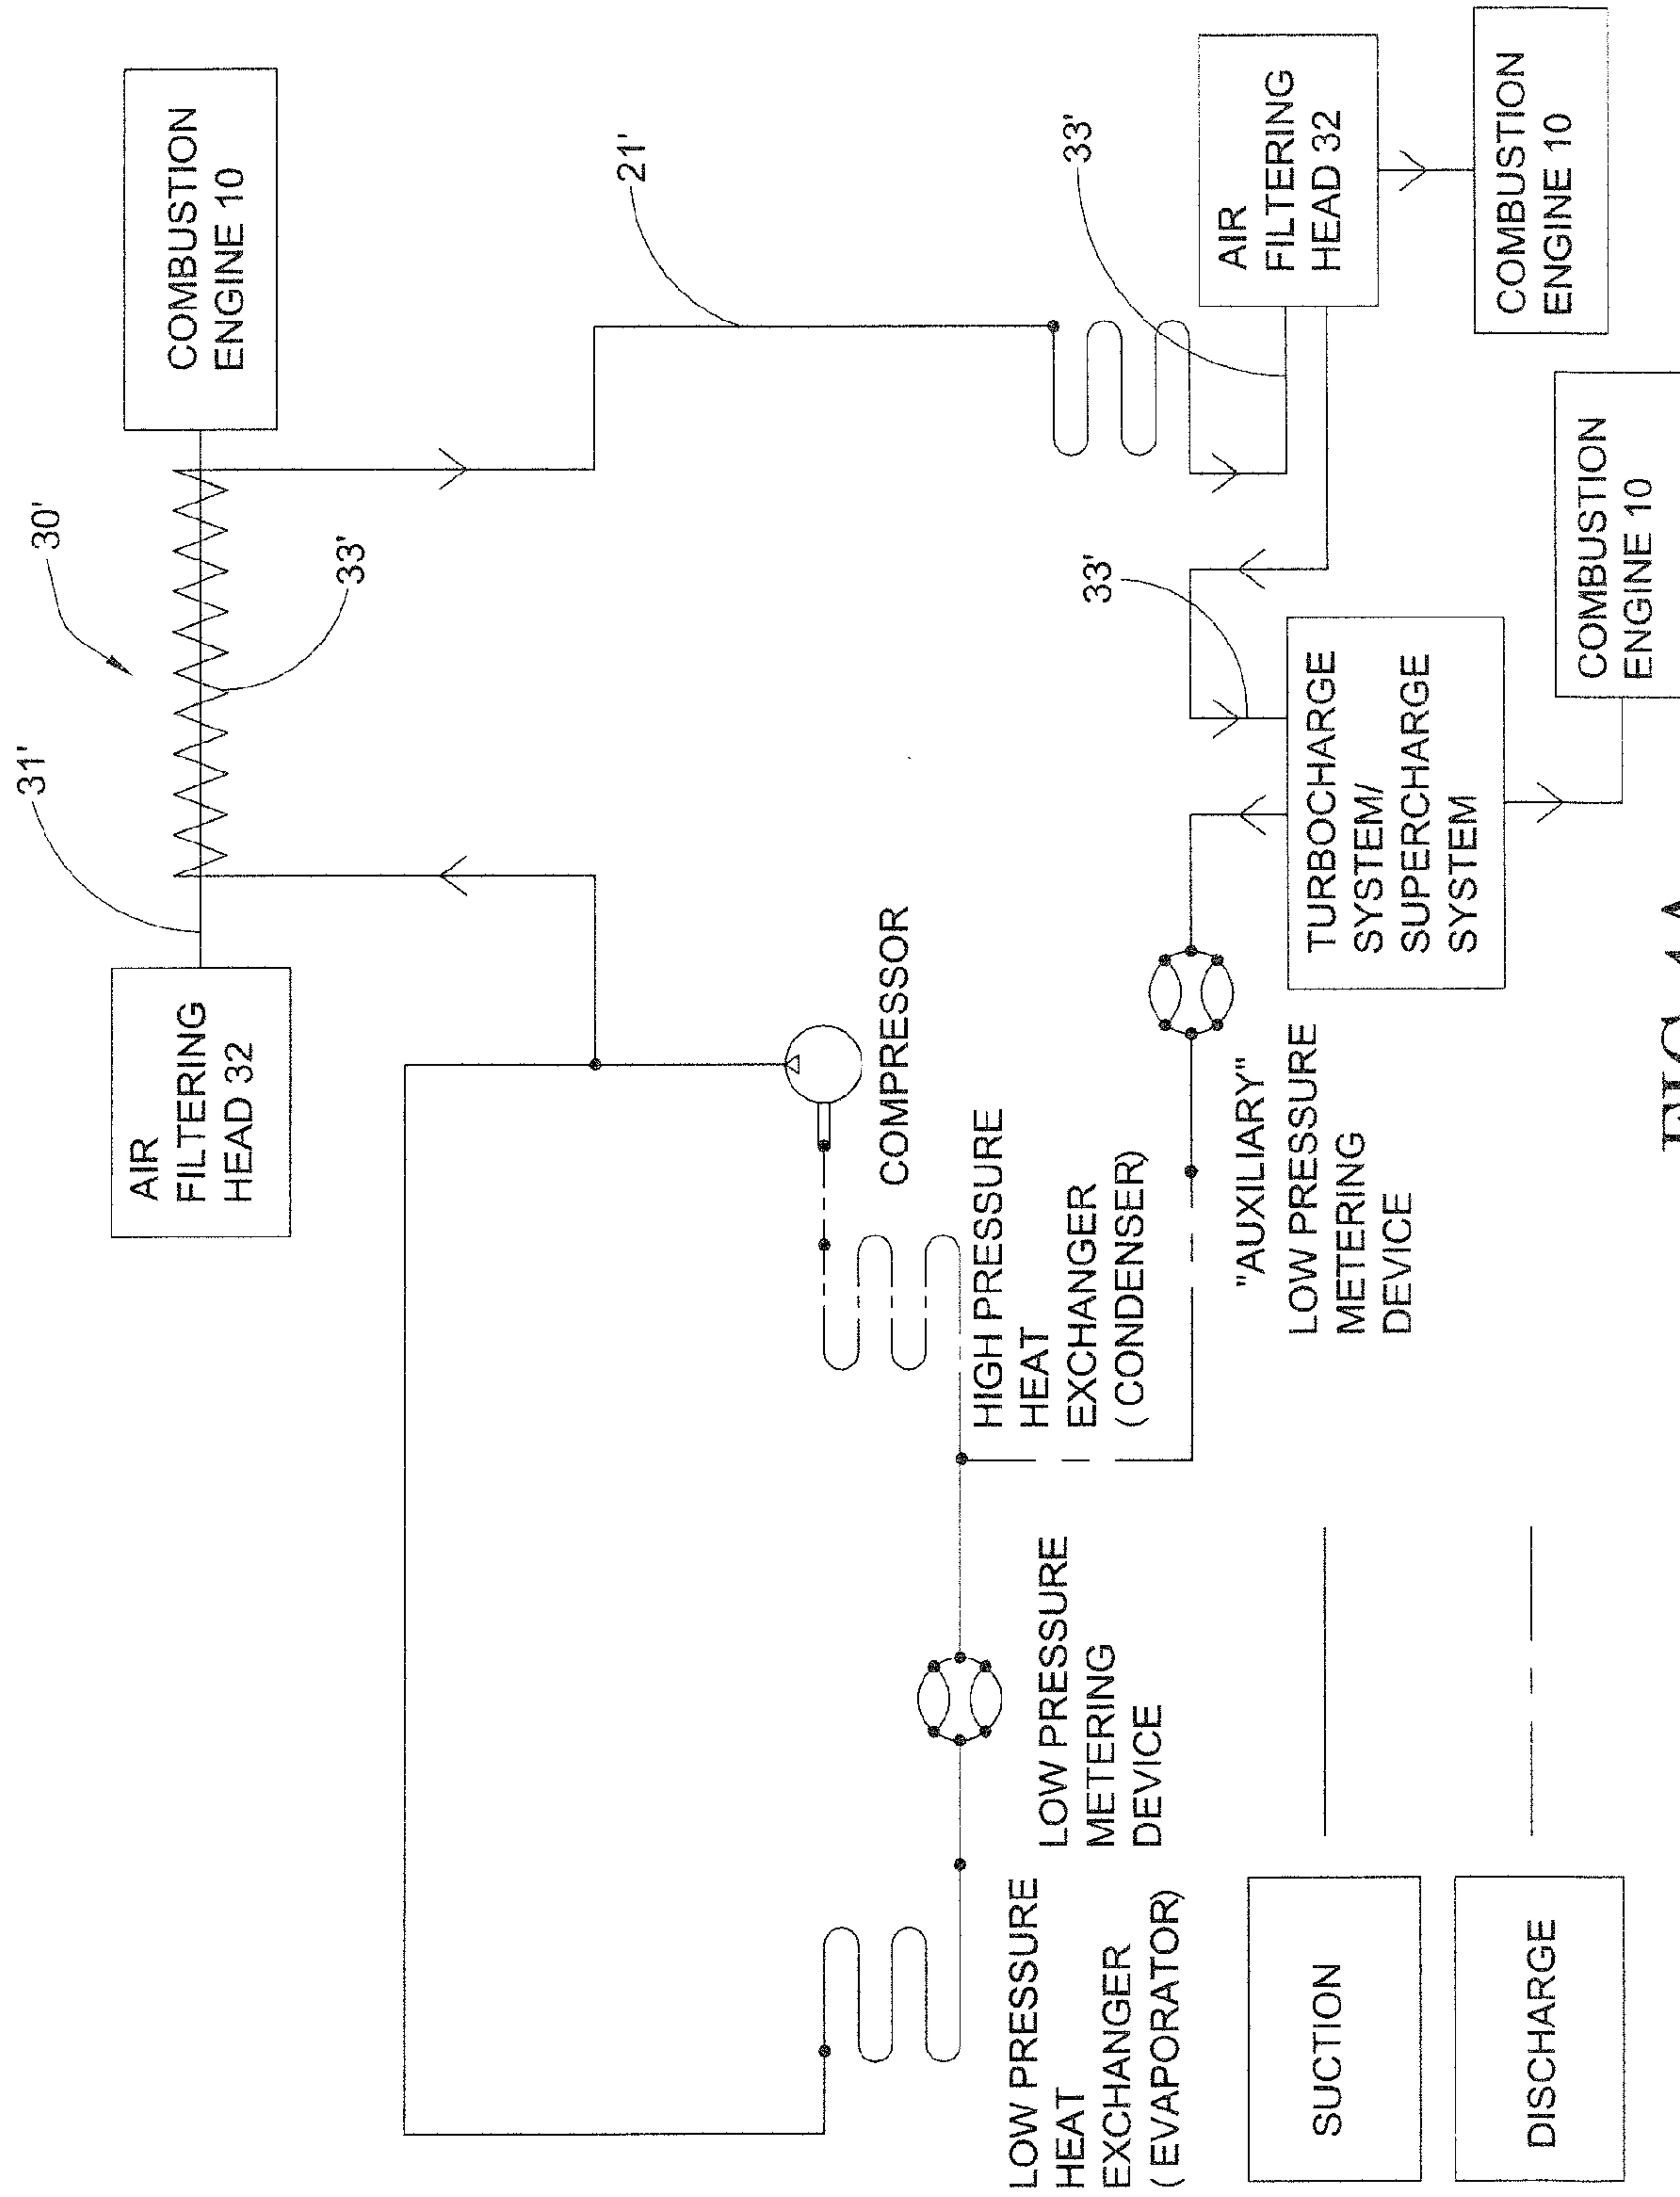 AIR
FILTERING
HEAD 32
31'
30'
33'
COMBUSTION
ENGINE 10
21'
COMPRESSOR
HIGH PRESSURE
HEAT
EXCHANGER
( CONDENSER)
LOW PRESSURE
METERING
DEVICE
LOW PRESSURE
HEAT
EXCHANGER
( EVAPORATOR)
"AUXILIARY"
LOW PRESSURE
METERING
DEVICE
33'
33'
AIR
FILTERING
HEAD 32
COMBUSTION
ENGINE 10
TURBOCHARGE
SYSTEM/
SUPERCHARGE
SYSTEM
COMBUSTION
ENGINE 10
SUCTION
DISCHARGE